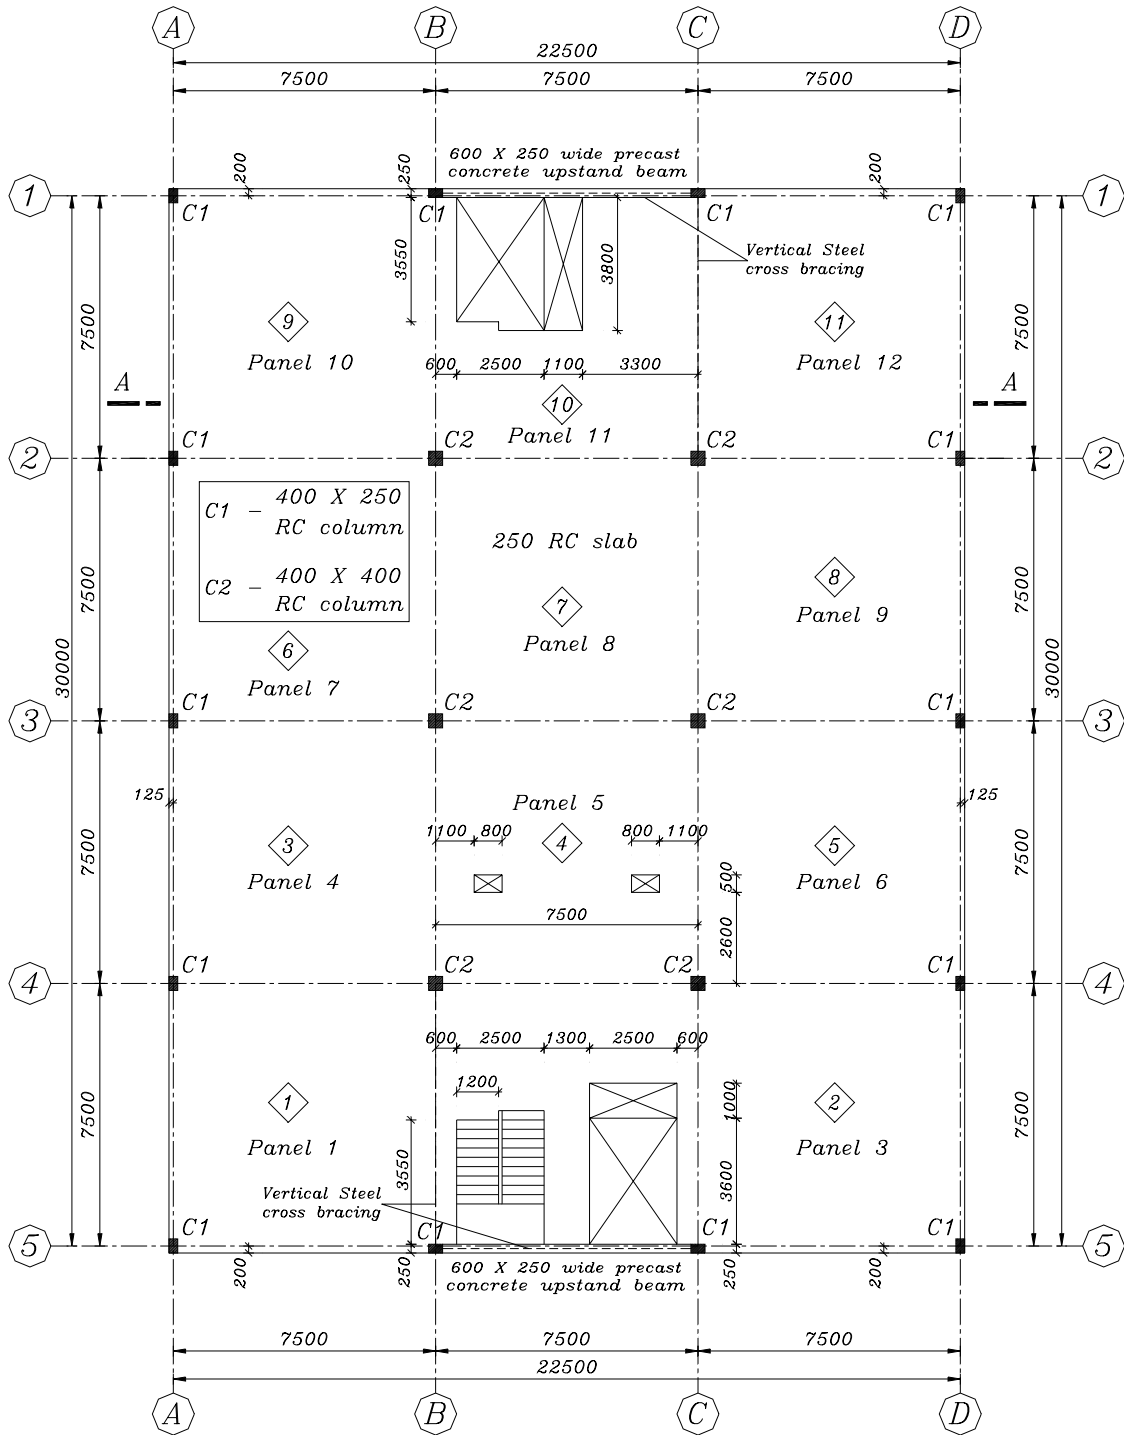 A B C D
22500
7500 7500 7500
600 X 250 wide precast
concrete upstand beam
200 250 200
1 1
C1 C1 C1 C1
Vertical Steel
cross bracing
3550 3800
7500 7500
9 11
Panel 10 Panel 12
600 2500 1100 3300
A A
10
Panel 11
C1 C2 C2 C1
2 2
C1 – 400 X 250
RC column
C2 – 400 X 400
RC column
250 RC slab
7500 7500
8
7
Panel 9
Panel 8
6
30000 30000
Panel 7
C1 C2 C2 C1
3 3
125 125
Panel 5
1100 800 800 1100
7500 7500
3 4 5
Panel 4 Panel 6
500
7500
2600
C1 C2 C2 C1
4 4
600 2500 1300 2500 600
1200
1000
1 2
7500 7500
Panel 1 Panel 3
3550 3600
Vertical Steel
cross bracing
C1 C1 C1 C1
5 5
600 X 250 wide precast
concrete upstand beam
200 250 250 200
7500 7500 7500
22500
A B C D